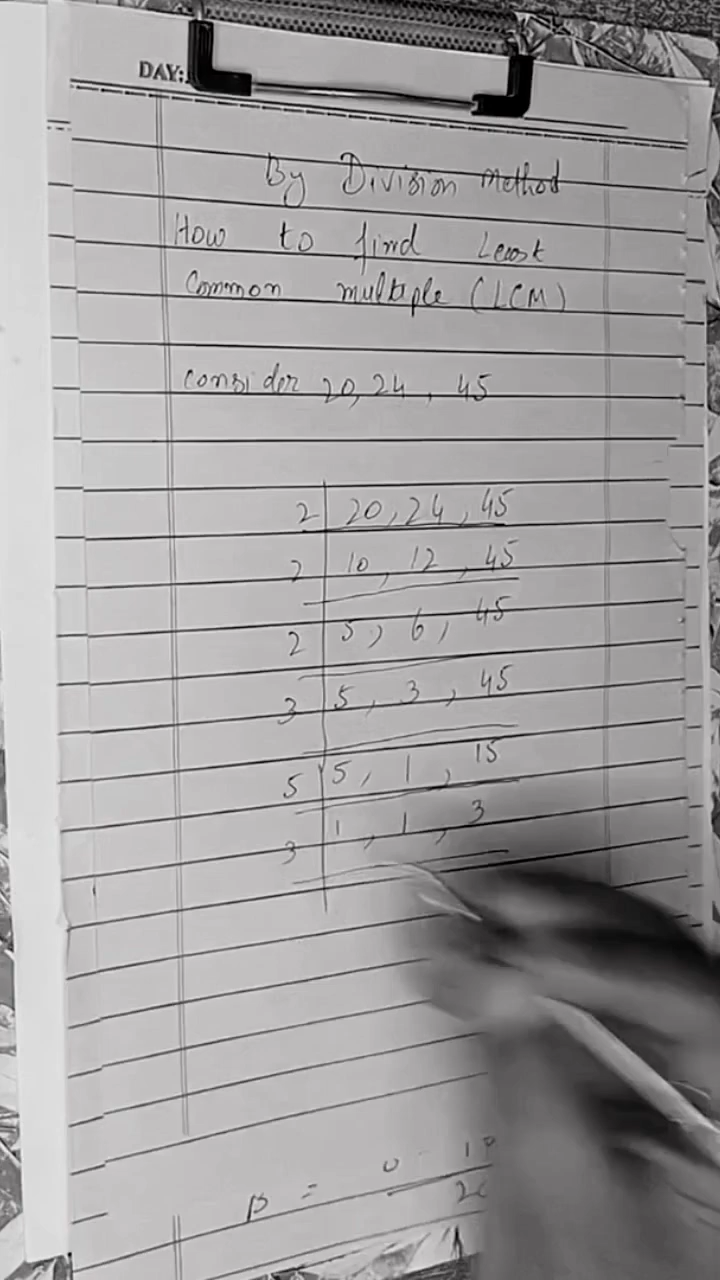 DAY:
By Division Method
How to find Least
Common multiple (LCM)
Consider 20, 24, 45
2 | 20, 24, 45
2 | 10, 12, 45
2 | 5, 6, 45
3 | 5, 3, 45
5 | 5, 1, 15
3 | 1, 1, 3